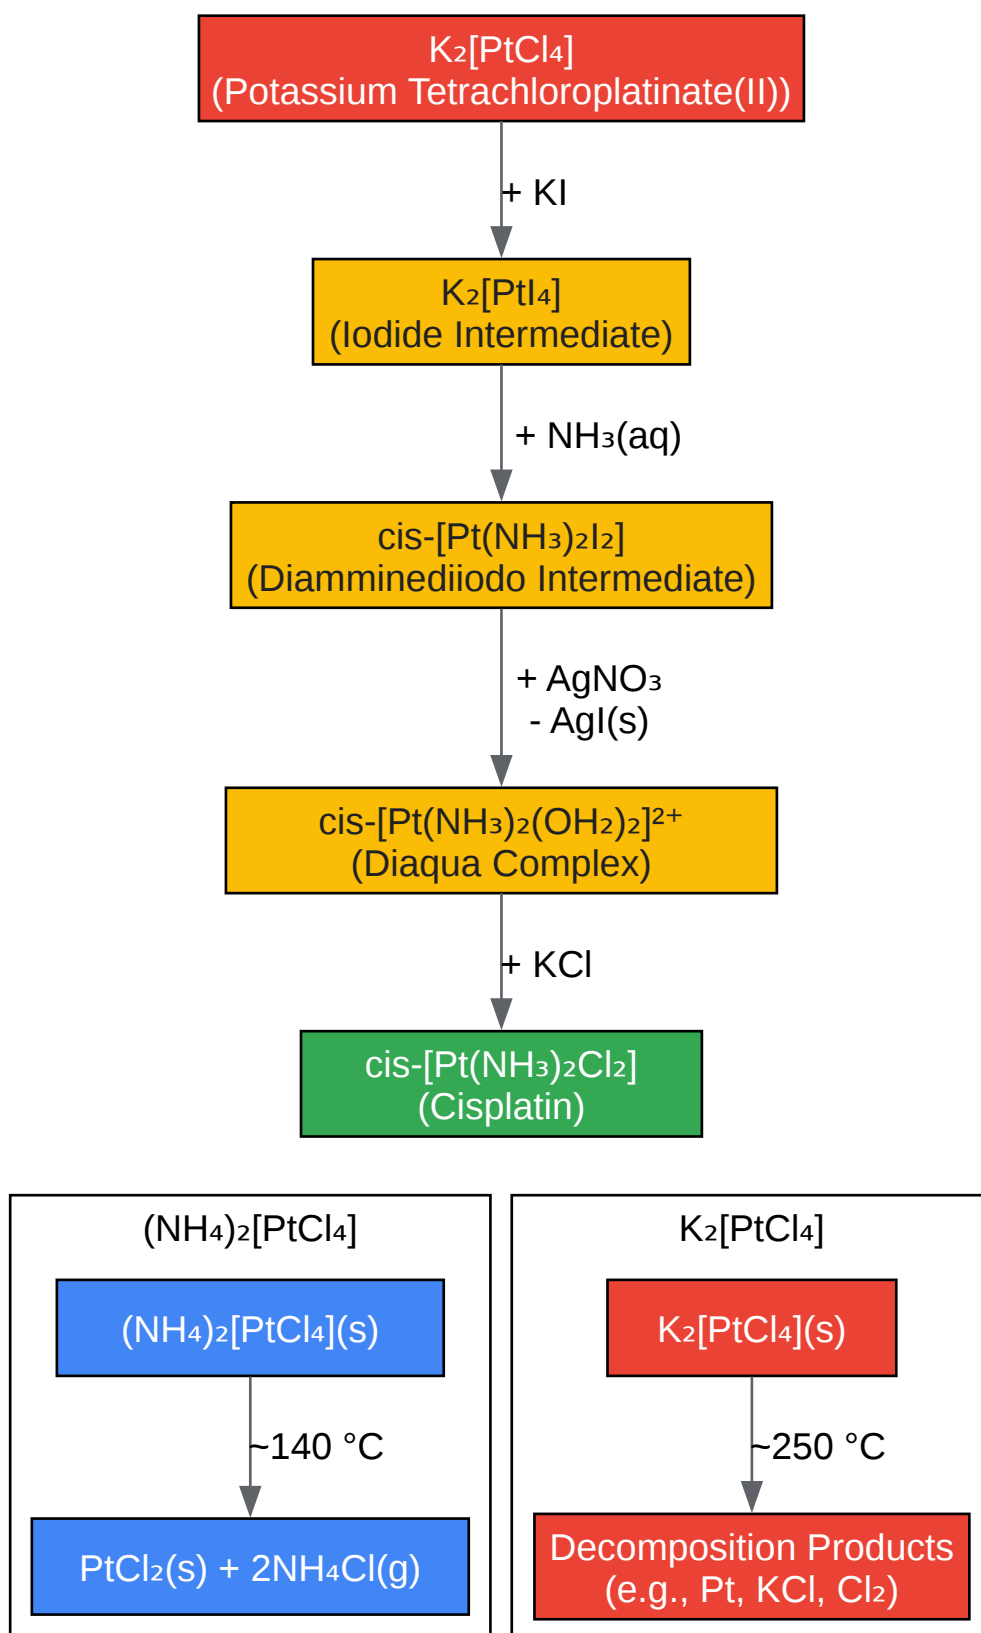 K₂[PtCl₄]
(Potassium Tetrachloroplatinate(II))
+ KI
K₂[PtI₄]
(Iodide Intermediate)
+ NH₃(aq)
cis-[Pt(NH₃)₂I₂]
(Diamminediiodo Intermediate)
+ AgNO₃
- AgI(s)
cis-[Pt(NH₃)₂(OH₂)₂]²⁺
(Diaqua Complex)
+ KCl
cis-[Pt(NH₃)₂Cl₂]
(Cisplatin)
(NH₄)₂[PtCl₄]
(NH₄)₂[PtCl₄](s)
~140 °C
PtCl₂(s) + 2NH₄Cl(g)
K₂[PtCl₄]
K₂[PtCl₄](s)
~250 °C
Decomposition Products
(e.g., Pt, KCl, Cl₂)